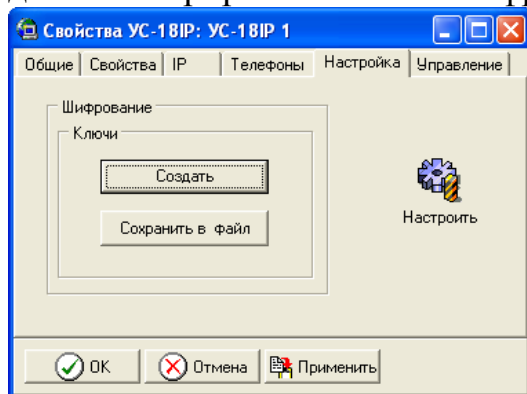 Свойства УС-18IP: УС-18IP 1
Общие Свойства IP Телефоны Настройка Управление
Шифрование
Ключи
Создать
Сохранить в файл
Настроить
OK Отмена Применить